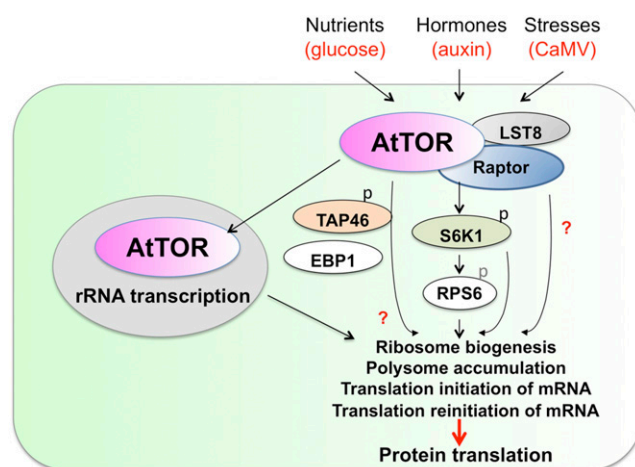 Nutrients Hormones Stresses
(glucose) (auxin) (CaMV)
AtTOR
LST8
Raptor
p
TAP46
EBP1
p
S6K1
?
AtTOR
rRNA transcription
p
RPS6
?
Ribosome biogenesis
Polysome accumulation
Translation initiation of mRNA
Translation reinitiation of mRNA
Protein translation